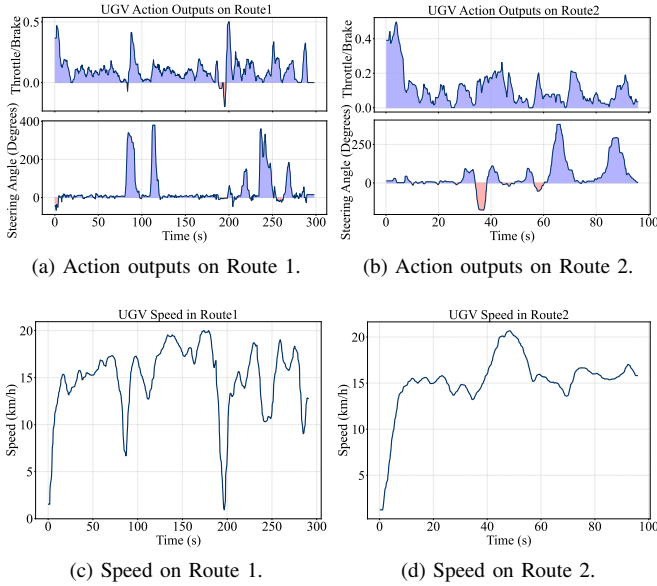 UGV Action Outputs on Route1
Throttle/Brake
0.5
0.0
Steering Angle (Degrees)
400
200
0
0 50 100 150 200 250 300
Time (s)
(a) Action outputs on Route 1.
UGV Action Outputs on Route2
Throttle/Brake
0.4
0.2
0.0
Steering Angle (Degrees)
250
0
0 20 40 60 80 100
Time (s)
(b) Action outputs on Route 2.
UGV Speed in Route1
Speed (km/h)
20
15
10
5
0
0 50 100 150 200 250 300
Time (s)
(c) Speed on Route 1.
UGV Speed in Route2
Speed (km/h)
20
15
10
5
0 20 40 60 80 100
Time (s)
(d) Speed on Route 2.